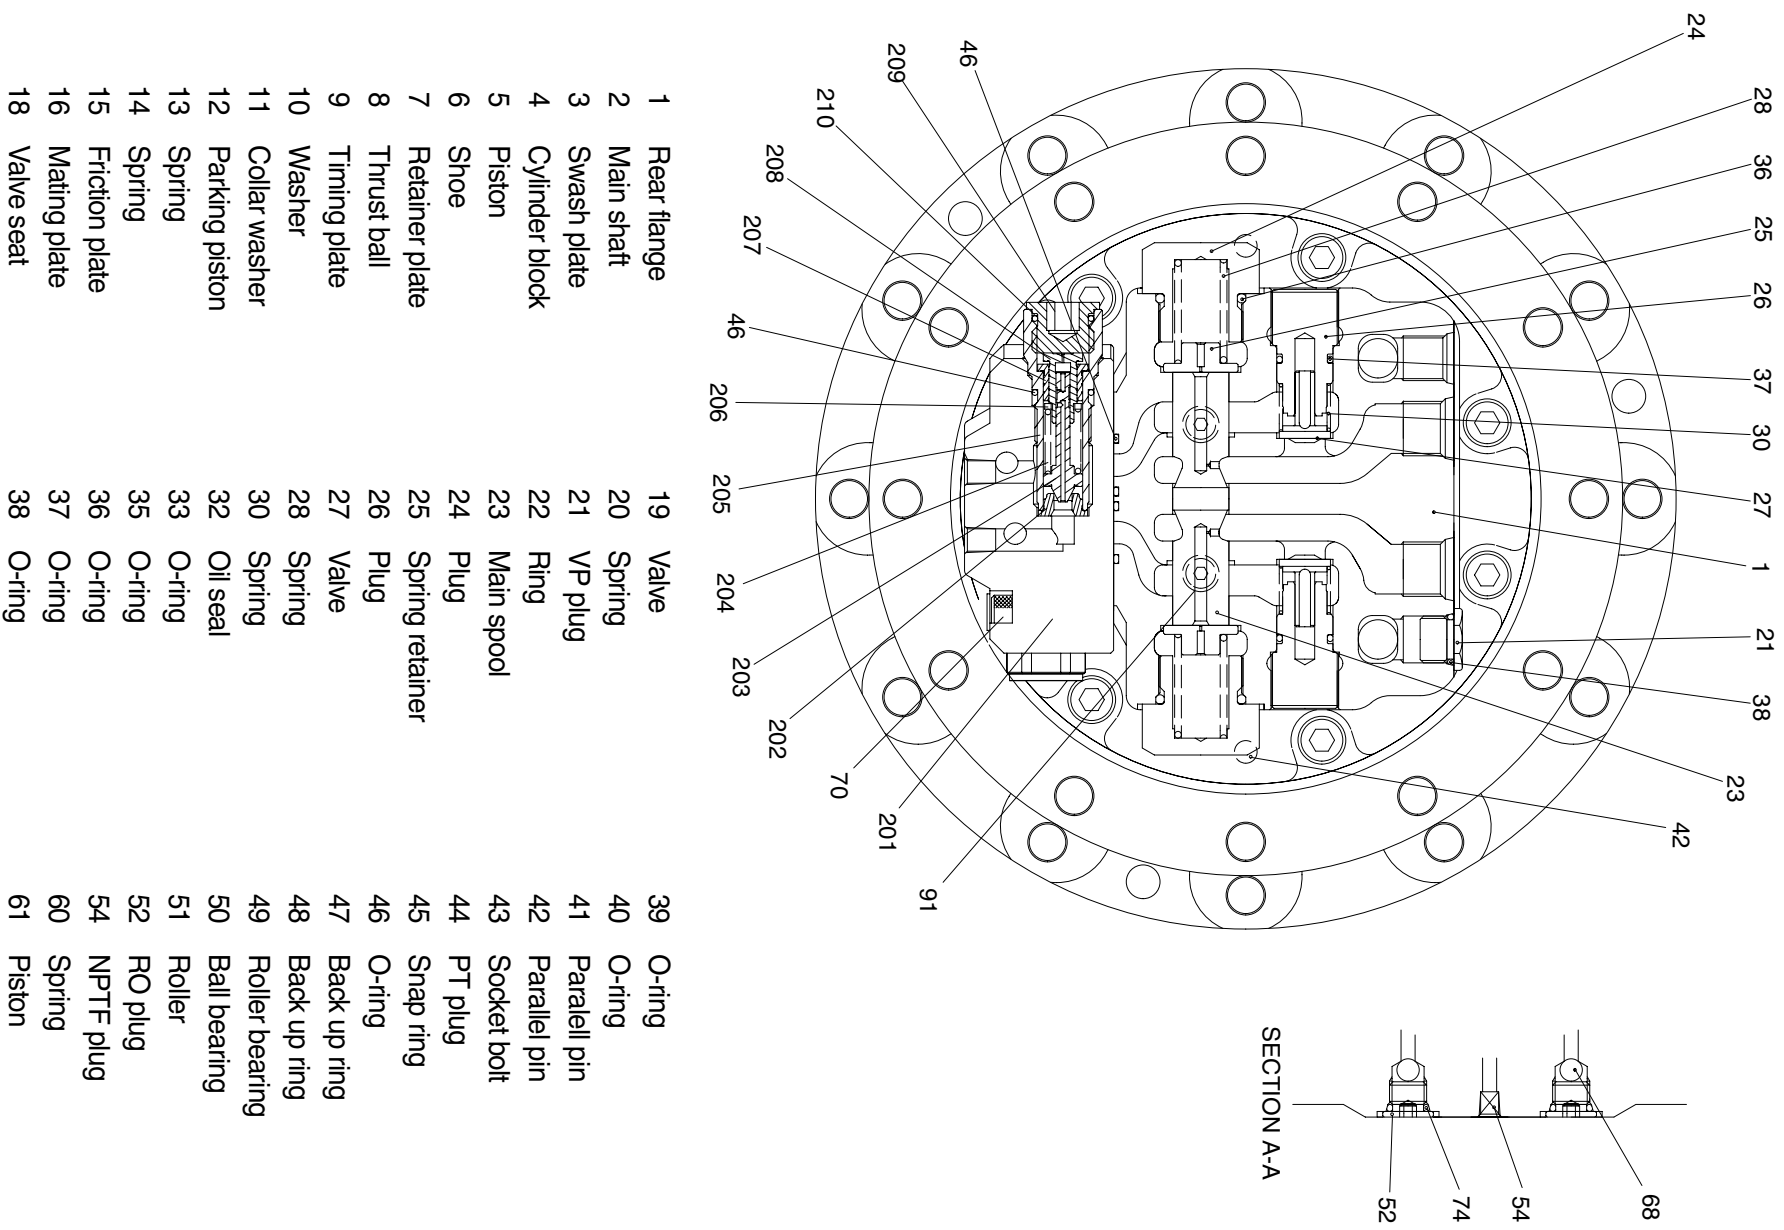 24
28
36
25
26
37
30
27
1
21
38
23
42
46
209
210
208
207
46
206
205
204
203
202
70
201
91
68
54
74
52
SECTION A-A
1 Rear flange
2 Main shaft
3 Swash plate
4 Cylinder block
5 Piston
6 Shoe
7 Retainer plate
8 Thrust ball
9 Timing plate
10 Washer
11 Collar washer
12 Parking piston
13 Spring
14 Spring
15 Friction plate
16 Mating plate
18 Valve seat
19 Valve
20 Spring
21 VP plug
22 Ring
23 Main spool
24 Plug
25 Spring retainer
26 Plug
27 Valve
28 Spring
30 Spring
32 Oil seal
33 O-ring
35 O-ring
36 O-ring
37 O-ring
38 O-ring
39 O-ring
40 O-ring
41 Paralell pin
42 Parallel pin
43 Socket bolt
44 PT plug
45 Snap ring
46 O-ring
47 Back up ring
48 Back up ring
49 Roller bearing
50 Ball bearing
51 Roller
52 RO plug
54 NPTF plug
60 Spring
61 Piston